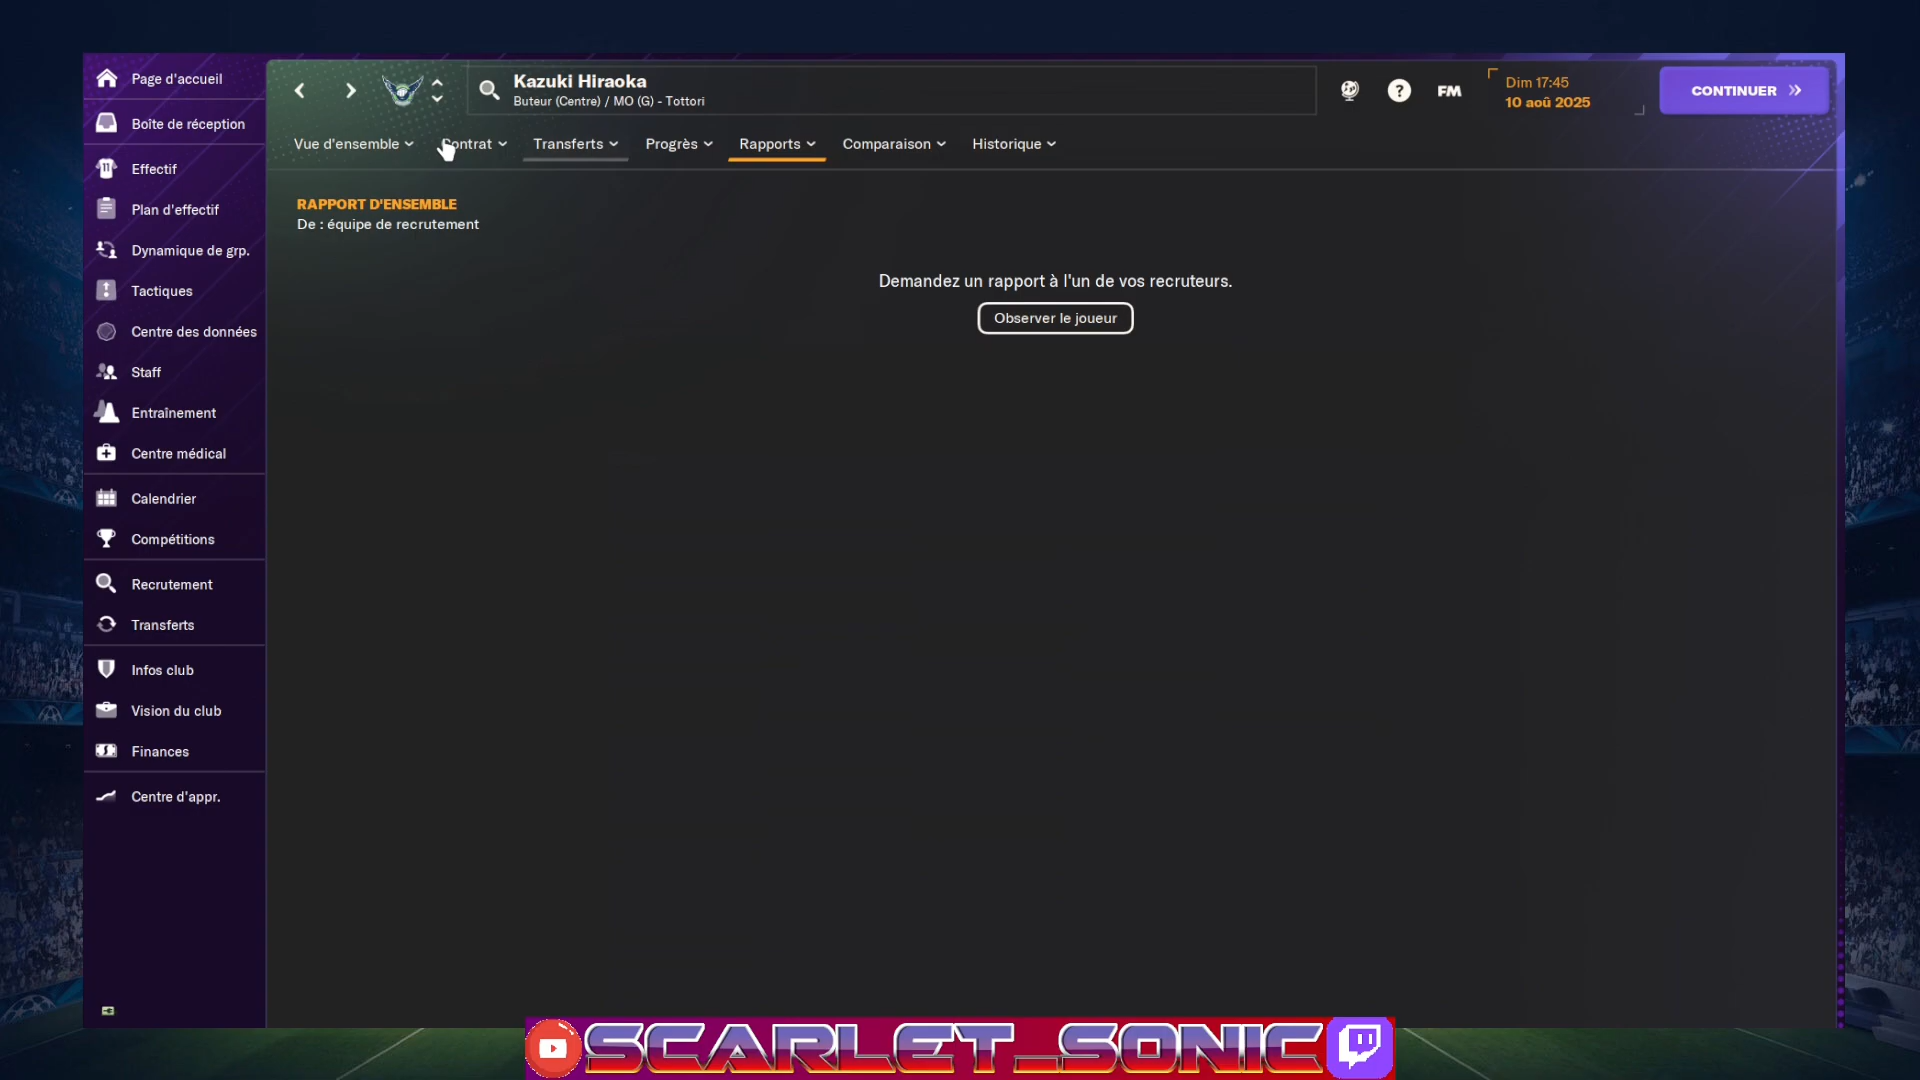 Page d'accueil
Boîte de réception
Effectif
Plan d'effectif
Dynamique de grp.
Tactiques
Centre des données
Staff
Entraînement
Centre médical
Calendrier
Compétitions
Recrutement
Transferts
Infos club
Vision du club
Finances
Centre d'appr.
Kazuki Hiraoka
Buteur (Centre) / MO (G) - Tottori
FM
Dim 17:45
10 aoû 2025
CONTINUER
Vue d'ensemble Contrat Transferts Progrès Rapports Comparaison Historique
RAPPORT D'ENSEMBLE
De : équipe de recrutement
Demandez un rapport à l'un de vos recruteurs.
Observer le joueur
SCARLET_SONIC